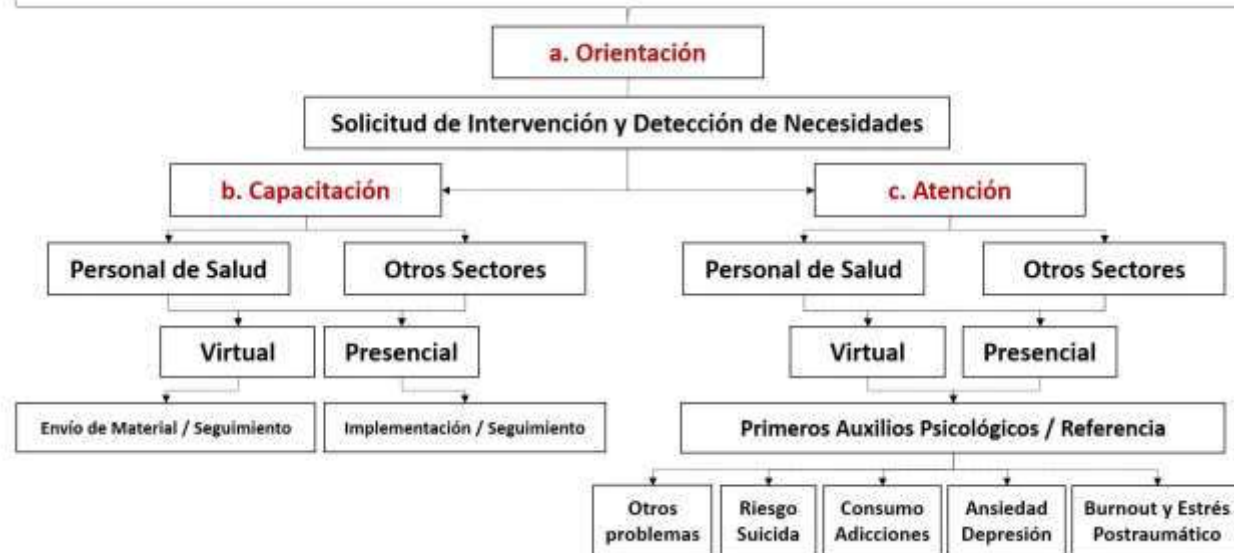 a. Orientación
Solicitud de Intervención y Detección de Necesidades
b. Capacitación
c. Atención
Personal de Salud
Otros Sectores
Personal de Salud
Otros Sectores
Virtual
Presencial
Virtual
Presencial
Envío de Material / Seguimiento
Implementación / Seguimiento
Primeros Auxilios Psicológicos / Referencia
Otros
problemas
Riesgo
Suicida
Consumo
Adicciones
Ansiedad
Depresión
Burnout y Estrés
Postraumático